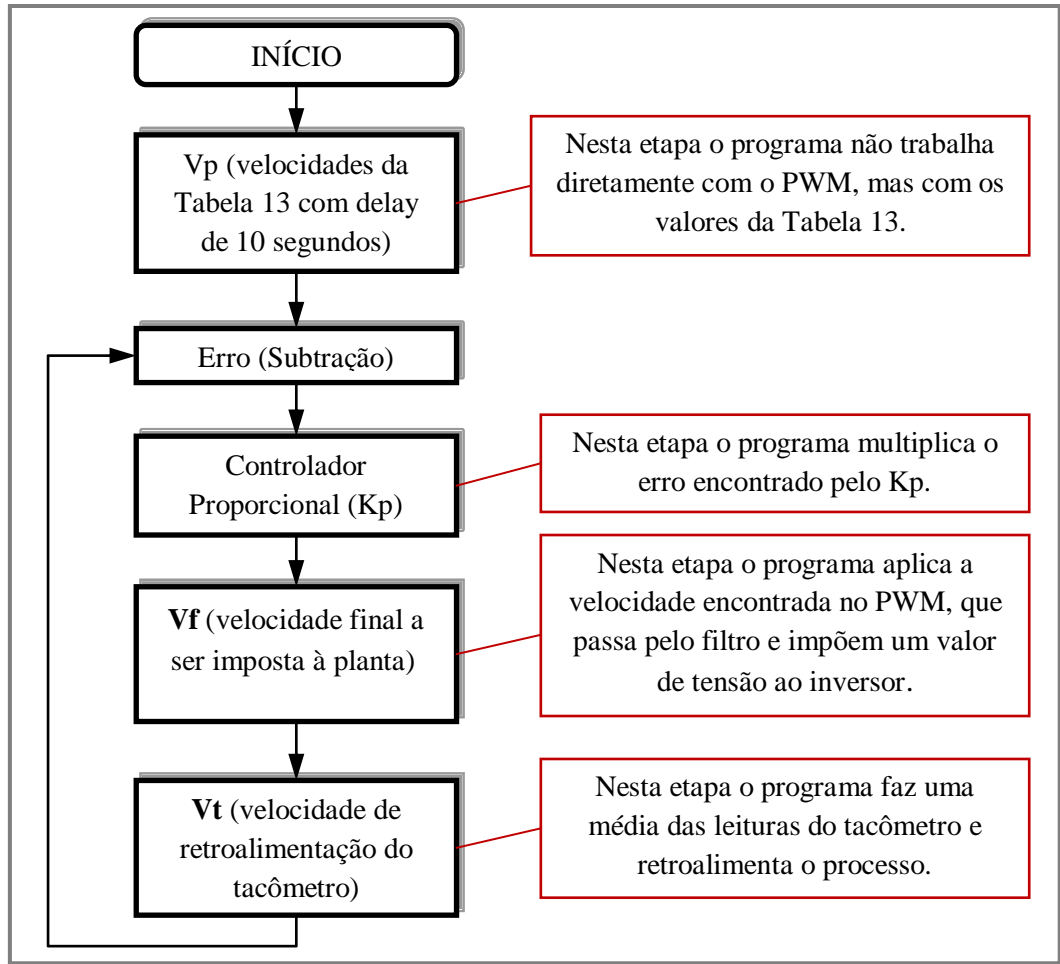 INÍCIO
Vp (velocidades da
Tabela 13 com delay
de 10 segundos)
Nesta etapa o programa não trabalha
diretamente com o PWM, mas com os
valores da Tabela 13.
Erro (Subtração)
Controlador
Proporcional (Kp)
Nesta etapa o programa multiplica o
erro encontrado pelo Kp.
Vf (velocidade final a
ser imposta à planta)
Nesta etapa o programa aplica a
velocidade encontrada no PWM, que
passa pelo filtro e impõem um valor
de tensão ao inversor.
Vt (velocidade de
retroalimentação do
tacômetro)
Nesta etapa o programa faz uma
média das leituras do tacômetro e
retroalimenta o processo.